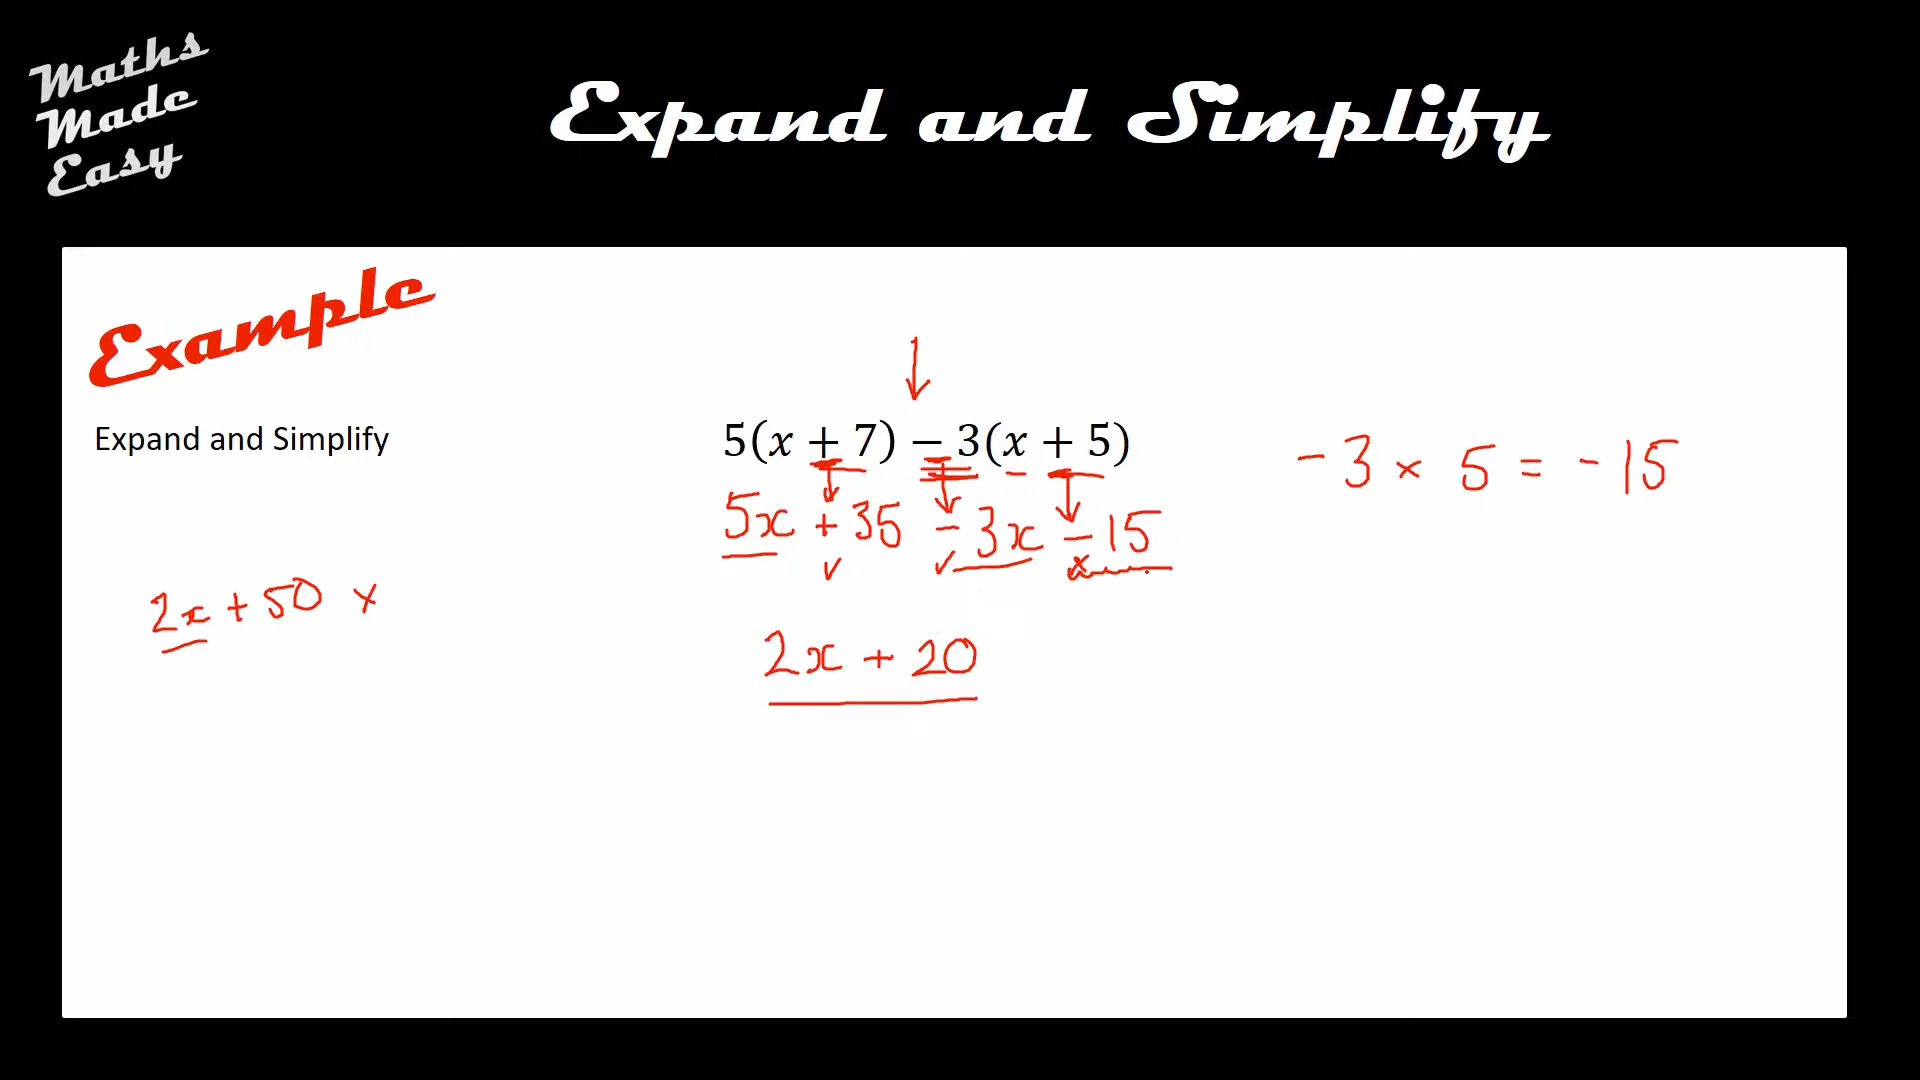 Maths
Made
Easy
Expand and Simplify
Example
Expand and Simplify
5(x + 7) − 3(x + 5)
-3 × 5 = -15
5x + 35 - 3x - 15
2x + 50 ×
2x + 20